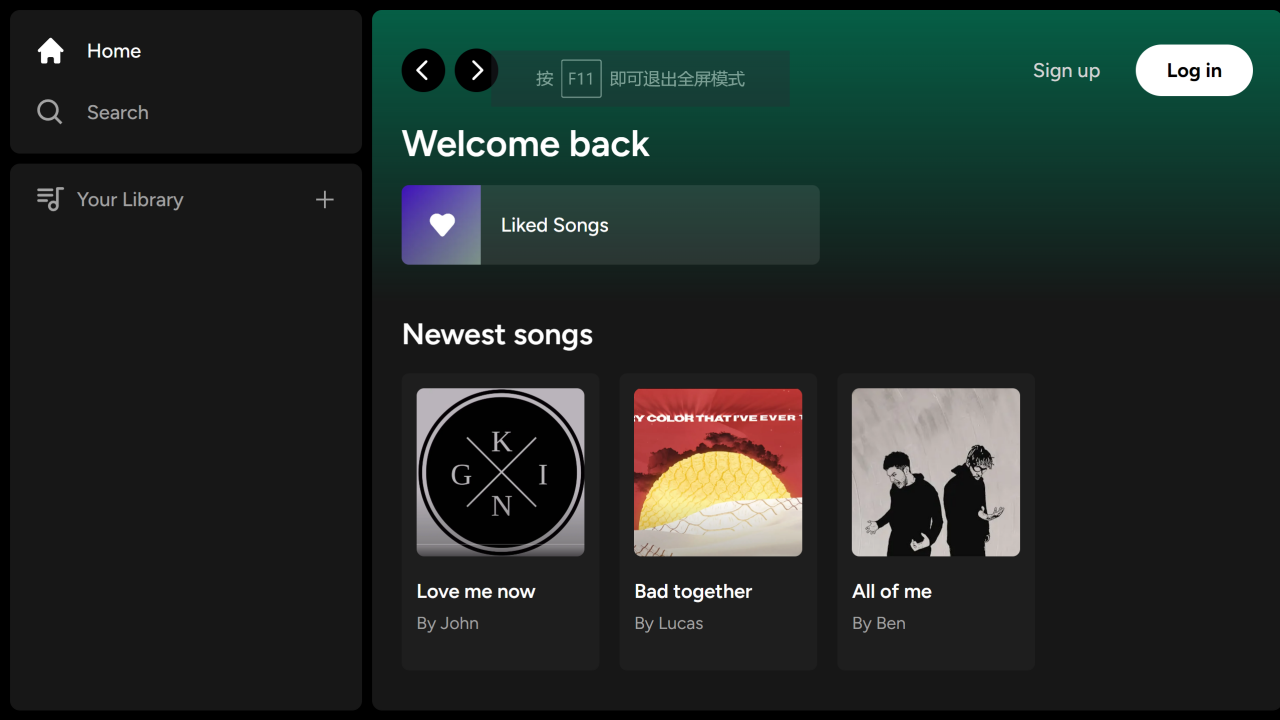 Home
Search
Your Library
按 F11 即可退出全屏模式
Sign up
Log in
Welcome back
Liked Songs
Newest songs
K
G I
N
Y COLOR THAT I'VE EVER
Love me now
By John
Bad together
By Lucas
All of me
By Ben